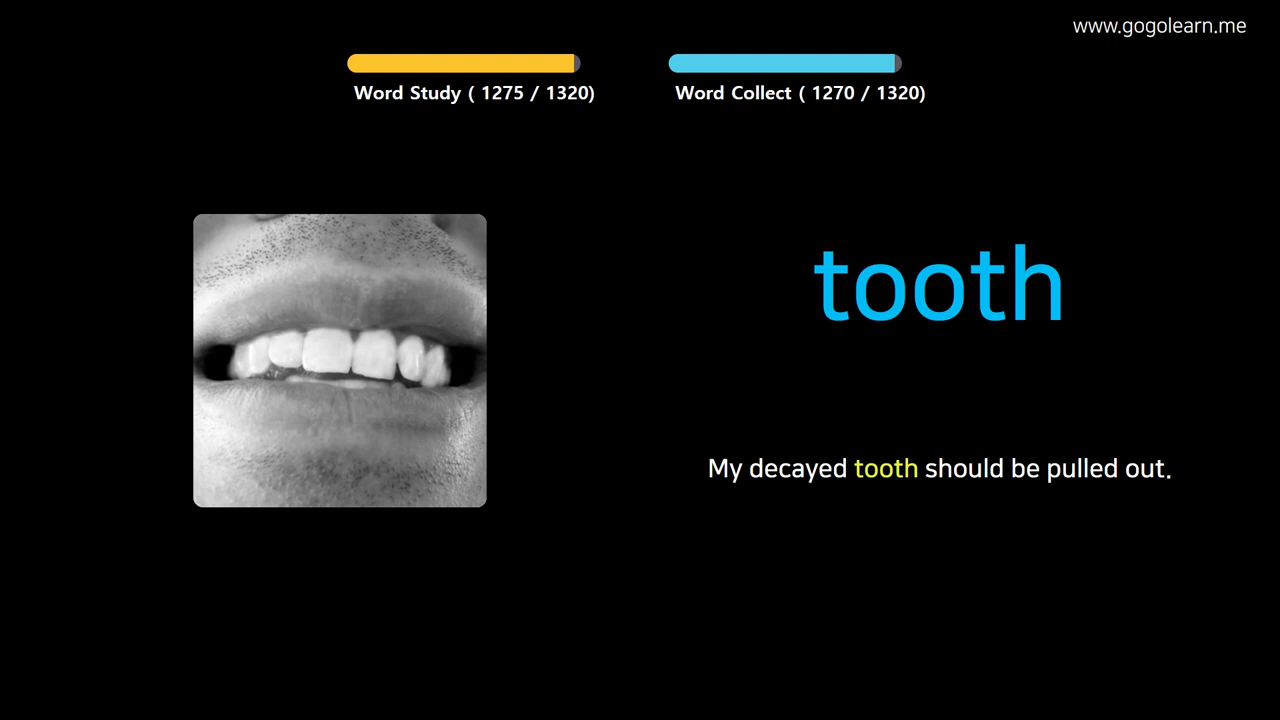 www.gogolearn.me
Word Study ( 1275 / 1320)
Word Collect ( 1270 / 1320)
tooth
My decayed tooth should be pulled out.